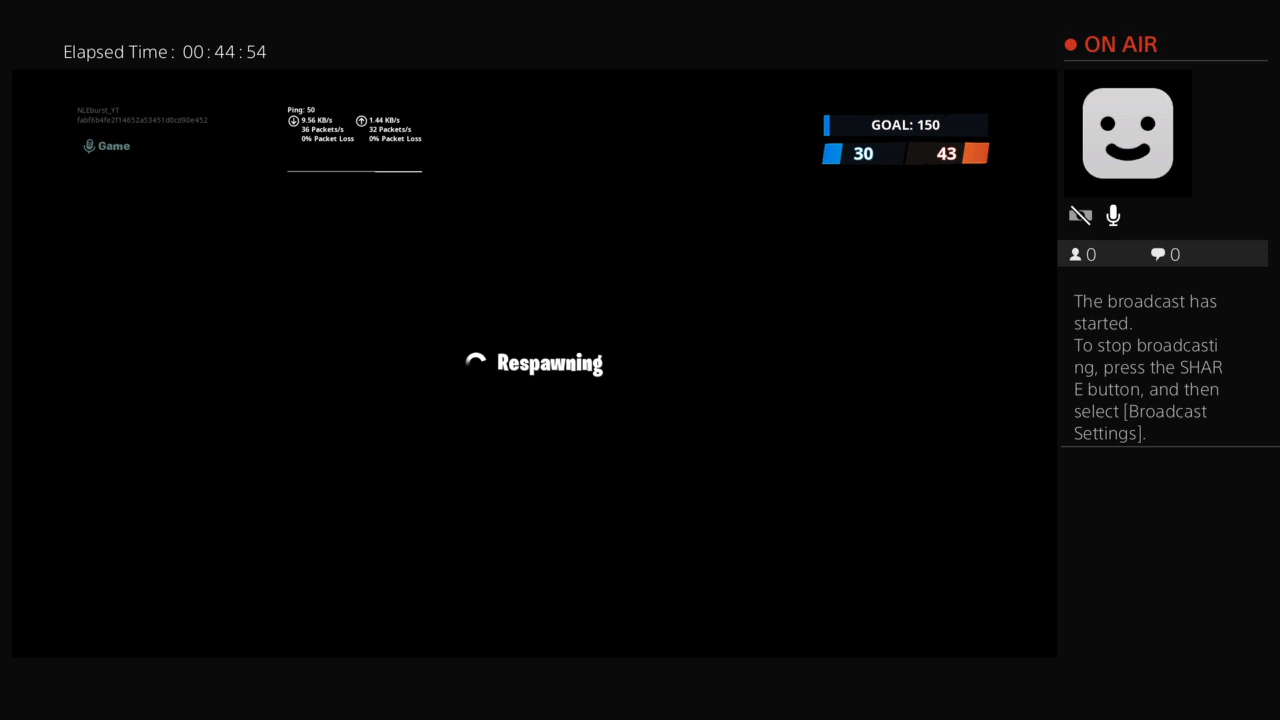 Elapsed Time: 00:44:54
ON AIR
NLEburst_YT
fabf6b4fe2f14652a53451d0cd90e452
Game
Ping: 50
9.56 KB/s 1.44 KB/s
36 Packets/s 32 Packets/s
0% Packet Loss 0% Packet Loss
GOAL: 150
30 43
0 0
Respawning
The broadcast has
started.
To stop broadcasti
ng, press the SHAR
E button, and then
select [Broadcast
Settings].